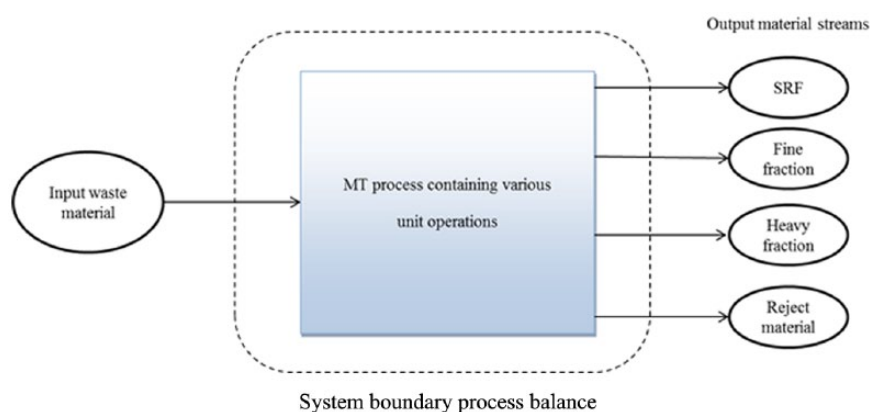 Output material streams
SRF
Fine
fraction
Input waste
material
MT process containing various
unit operations
Heavy
fraction
Reject
material
System boundary process balance